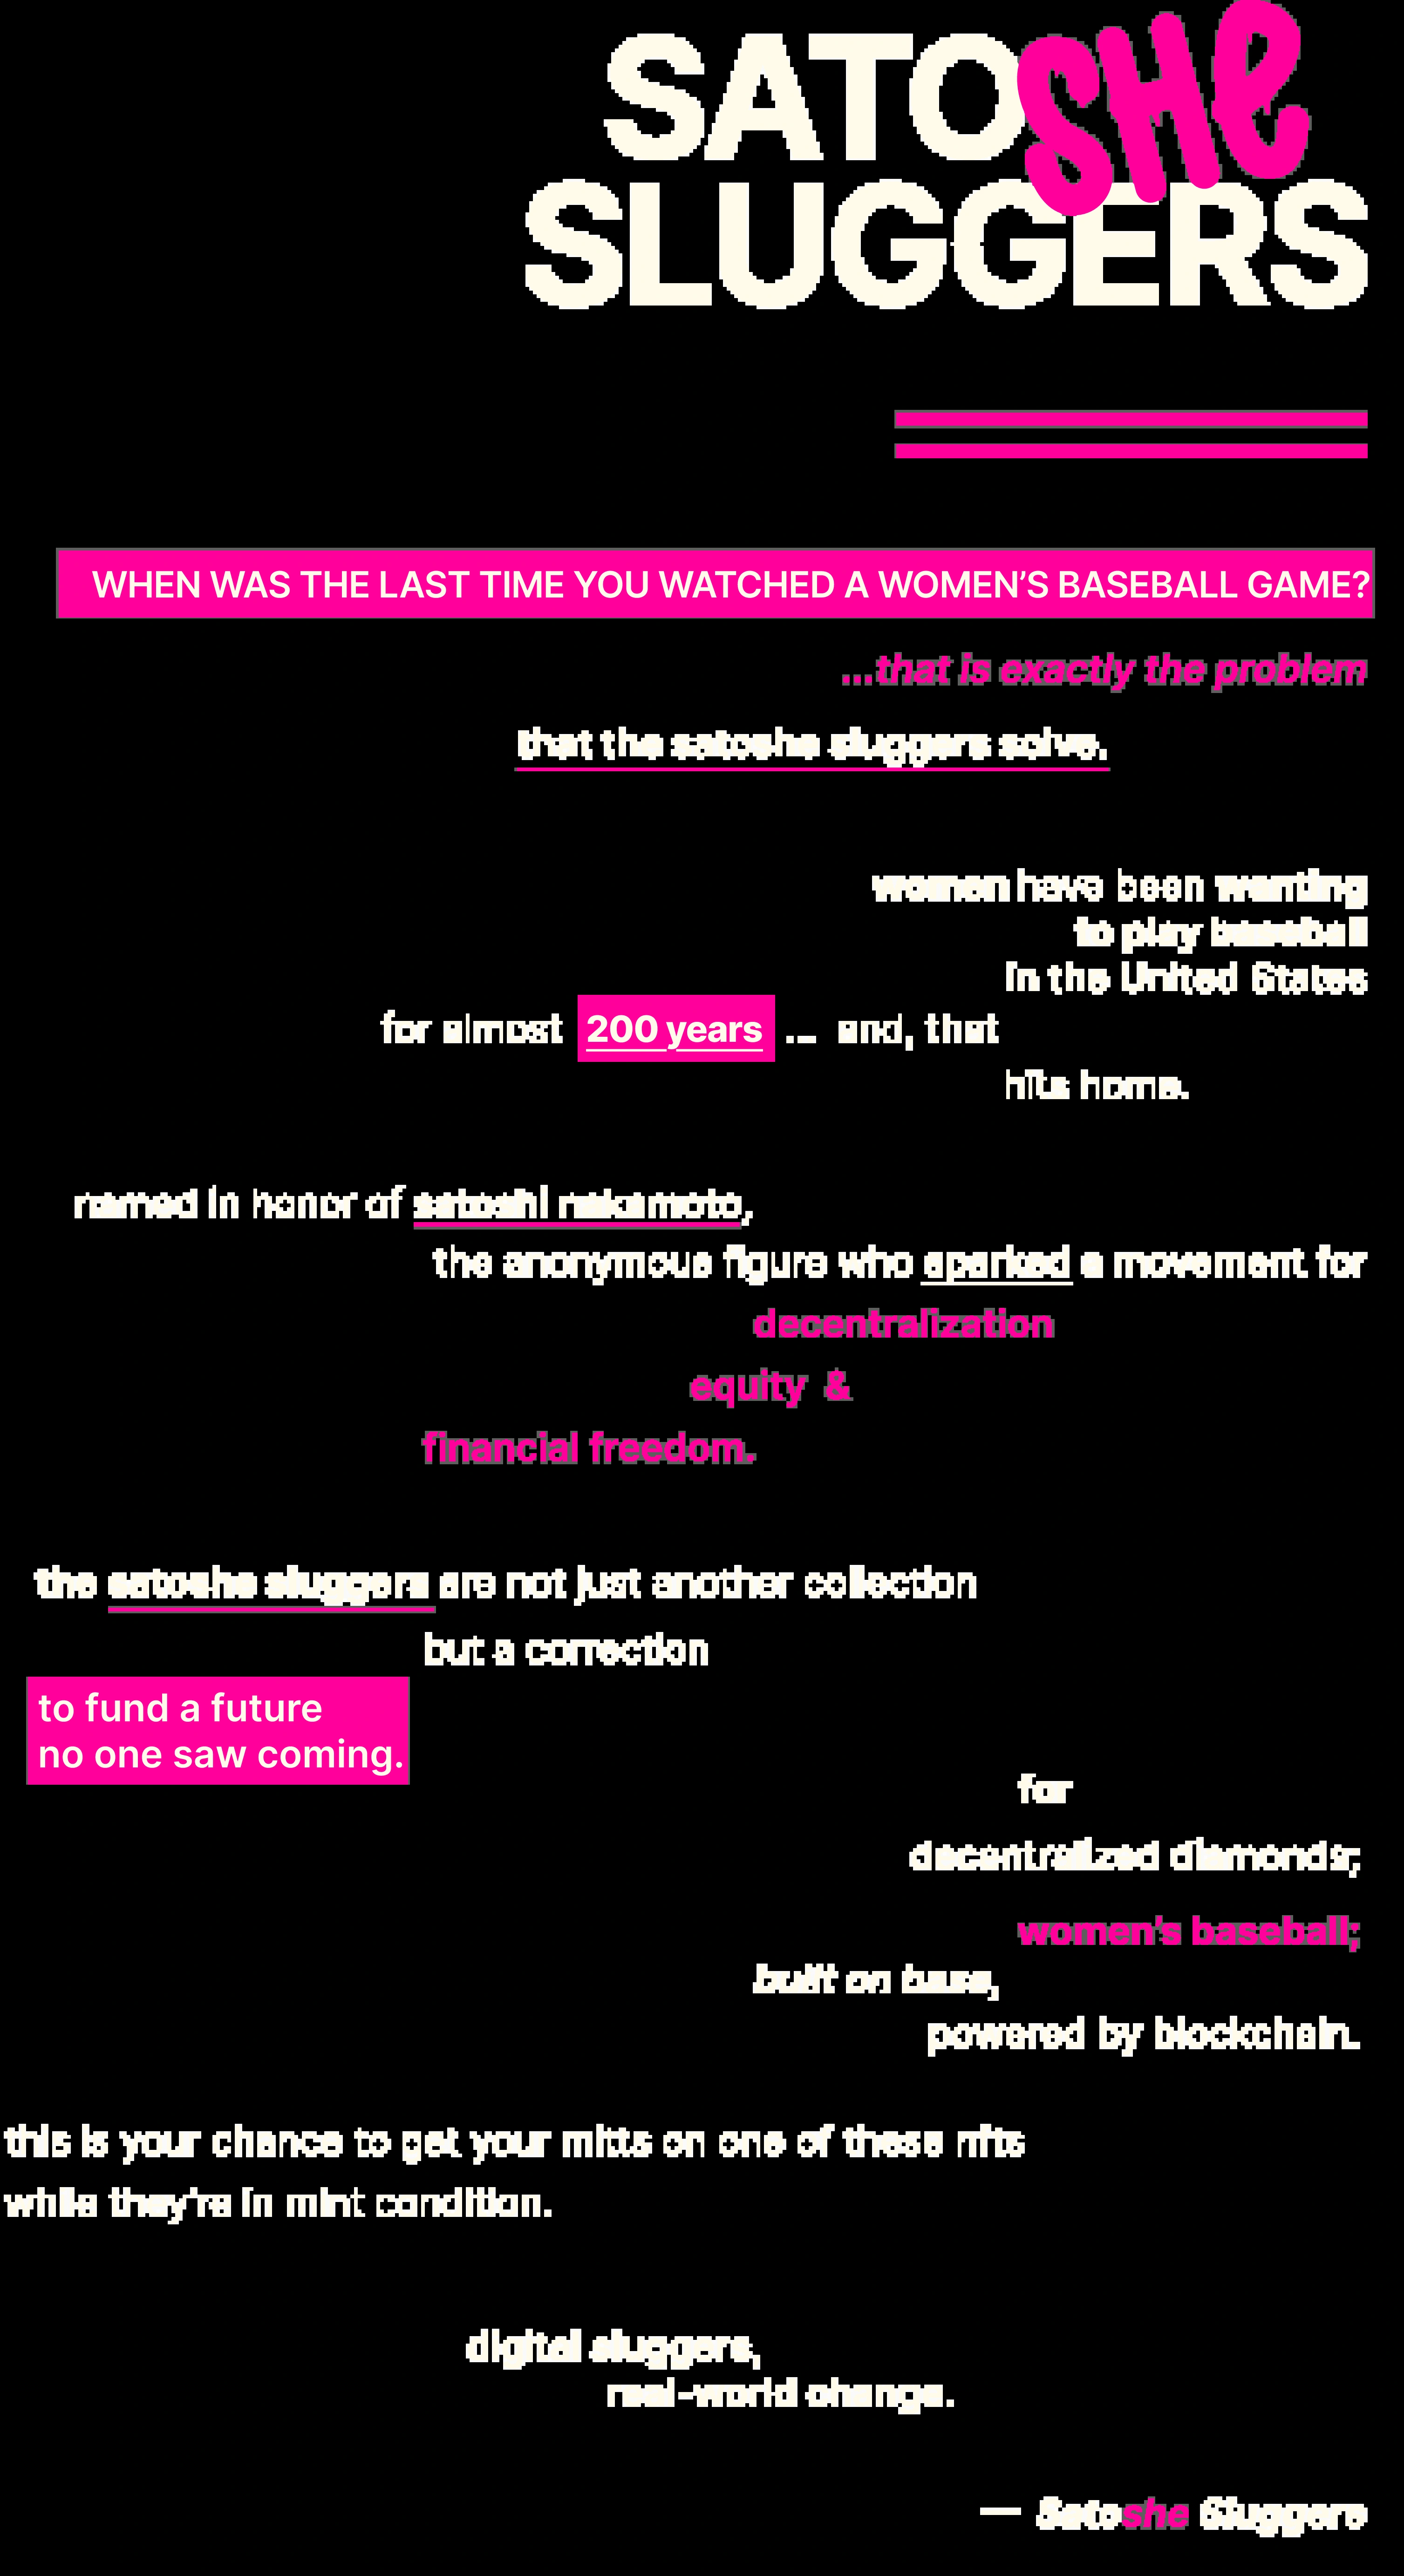 SATOSHE
SLUGGERS
WHEN WAS THE LAST TIME YOU WATCHED A WOMEN’S BASEBALL GAME?
...that is exactly the problem
that the satoshe sluggers solve.
women have been wanting
to play baseball
in the United States
for almost 200 years ... and, that
hits home.
named in honor of satoshi nakamoto,
the anonymous figure who sparked a movement for
decentralization
equity &
financial freedom.
the satoshe sluggers are not just another collection
but a correction
to fund a future
no one saw coming.
for
decentralized diamonds;
women’s baseball;
built on base,
powered by blockchain.
this is your chance to get your mitts on one of these nfts
while they’re in mint condition.
digital sluggers,
real-world change.
— Satoshe Sluggers